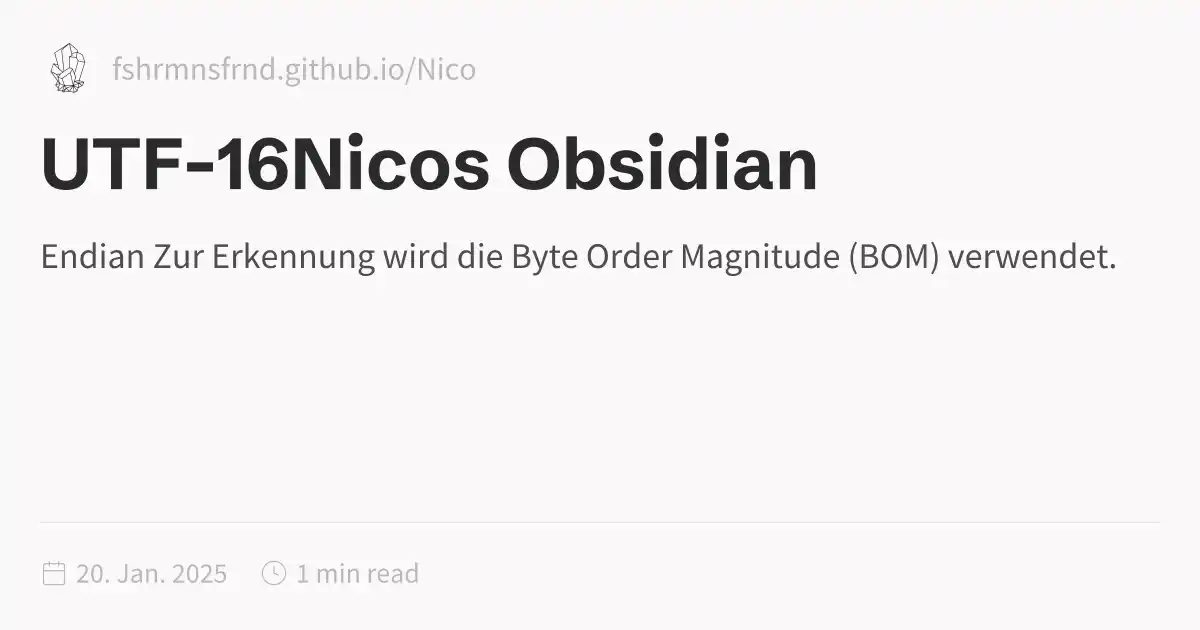 fshrmnsfrnd.github.io/Nico
UTF-16Nicos Obsidian
Endian Zur Erkennung wird die Byte Order Magnitude (BOM) verwendet.
20. Jan. 2025 1 min read